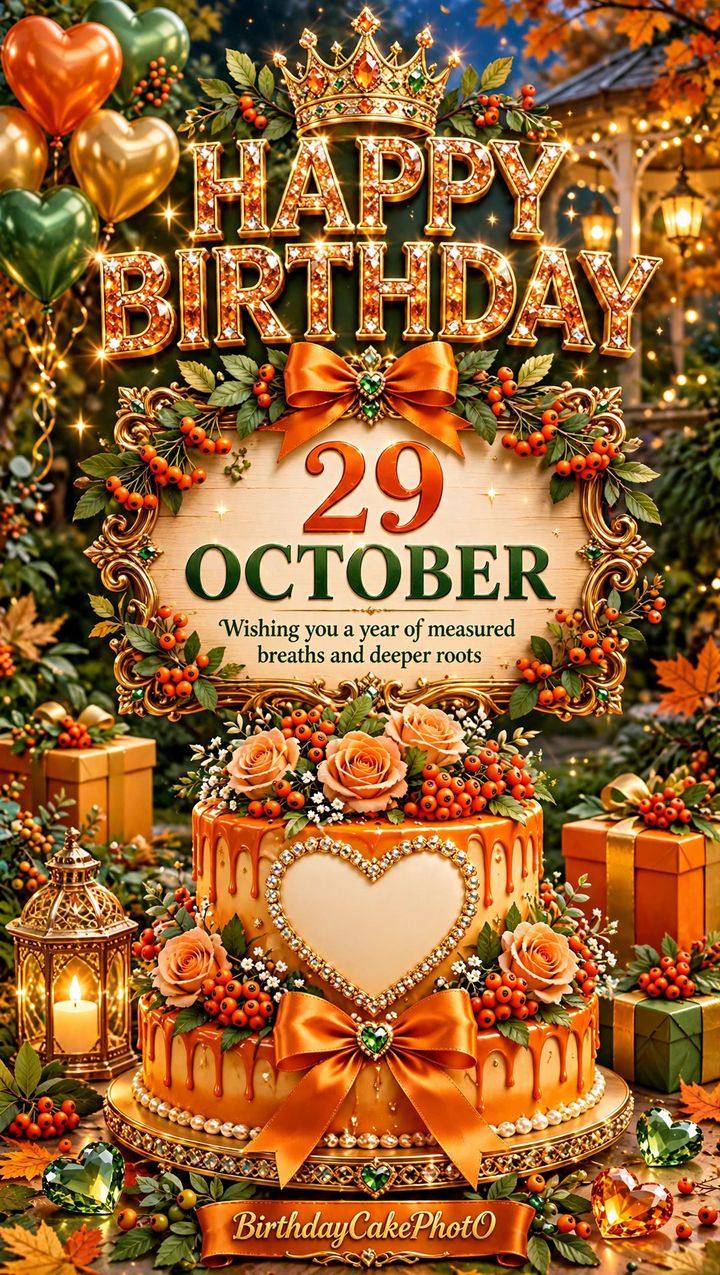 HAPPY
BIRTHDAY
29
OCTOBER
Wishing you a year of measured
breaths and deeper roots
BirthdayCakePhotO